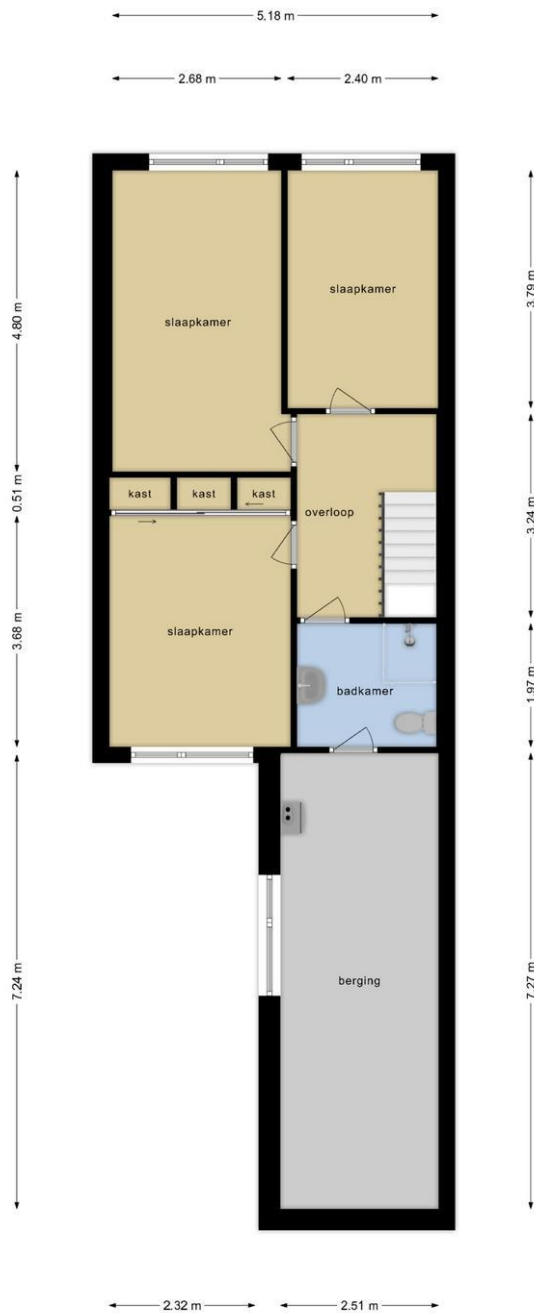 5.18 m
2.68 m
2.40 m
4.80 m
3.79 m
slaapkamer
slaapkamer
0.51 m
kast
kast
kast
overloop
3.24 m
3.68 m
slaapkamer
badkamer
1.97 m
7.24 m
berging
7.27 m
2.32 m
2.51 m